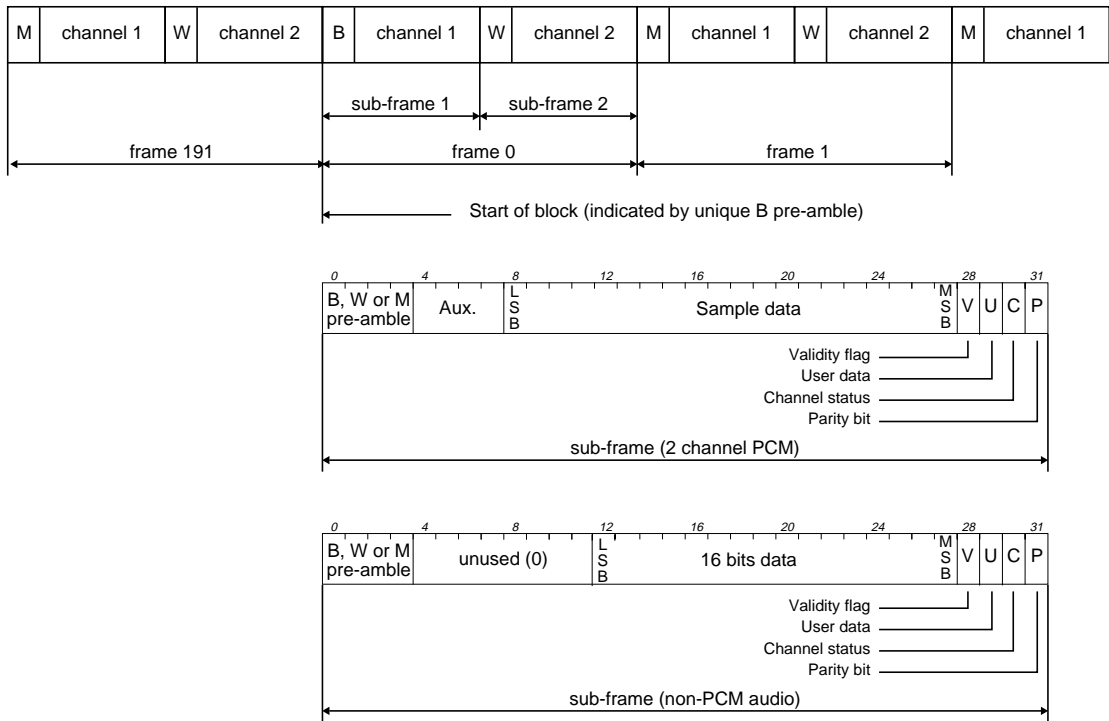 M channel 1 W channel 2 B channel 1 W channel 2 M channel 1 W channel 2 M channel 1
sub-frame 1 sub-frame 2
frame 191 frame 0 frame 1
Start of block (indicated by unique B pre-amble)
0 4 8 12 16 20 24 28 31
B, W or M
pre-amble
Aux.
LSB
Sample data
MSB
V U C P
Validity flag
User data
Channel status
Parity bit
sub-frame (2 channel PCM)
0 4 8 12 16 20 24 28 31
B, W or M
pre-amble
unused (0)
LSB
16 bits data
MSB
V U C P
Validity flag
User data
Channel status
Parity bit
sub-frame (non-PCM audio)